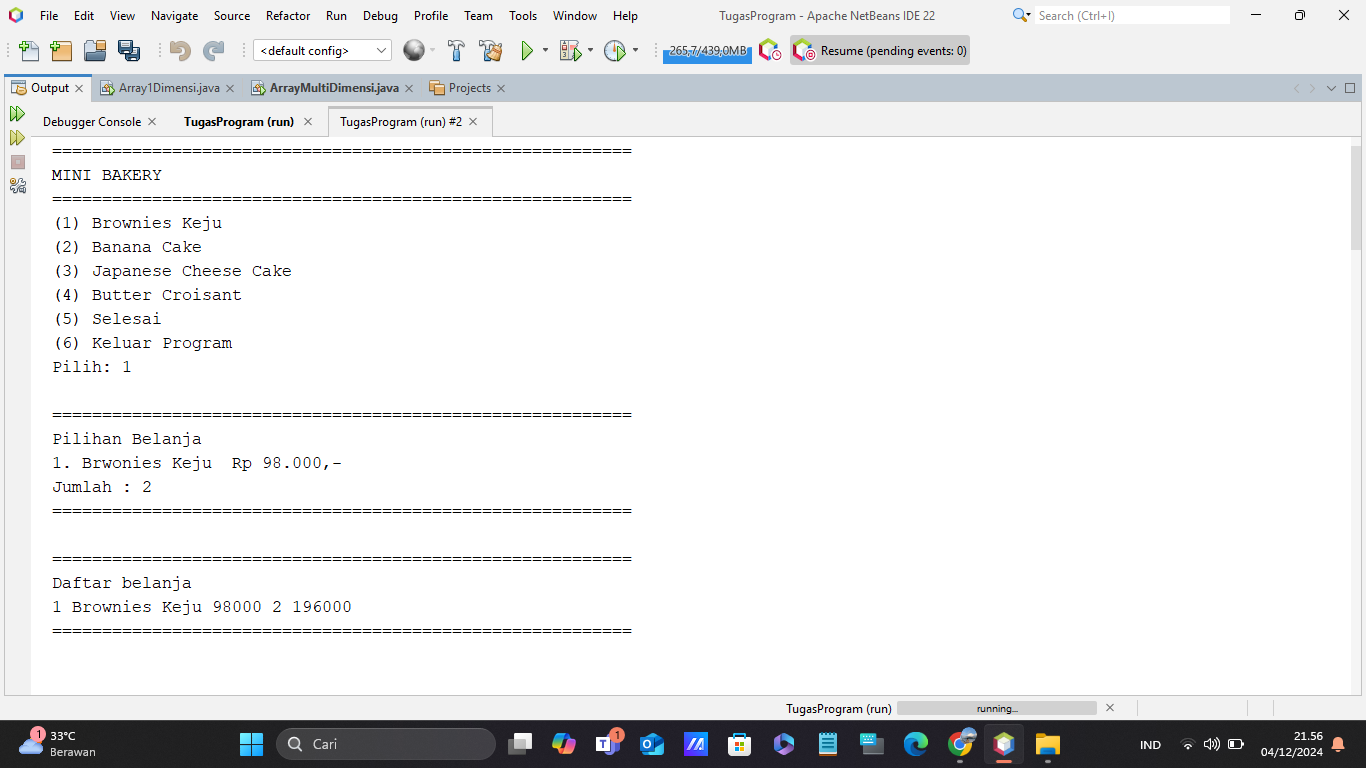 File Edit View Navigate Source Refactor Run Debug Profile Team Tools Window Help TugasProgram - Apache NetBeans IDE 22 Search (Ctrl+I)
<default config> 265,7/439,0MB Resume (pending events: 0)
Output Array1Dimensi.java ArrayMultiDimensi.java Projects
Debugger Console TugasProgram (run) TugasProgram (run) #2
==========================================================
MINI BAKERY
==========================================================
(1) Brownies Keju
(2) Banana Cake
(3) Japanese Cheese Cake
(4) Butter Croisant
(5) Selesai
(6) Keluar Program
Pilih: 1
==========================================================
Pilihan Belanja
1. Brwonies Keju  Rp 98.000,-
Jumlah : 2
==========================================================
==========================================================
Daftar belanja
1 Brownies Keju 98000 2 196000
==========================================================
TugasProgram (run) running...
1 33°C
Berawan
Cari
1
IND
21.56
04/12/2024